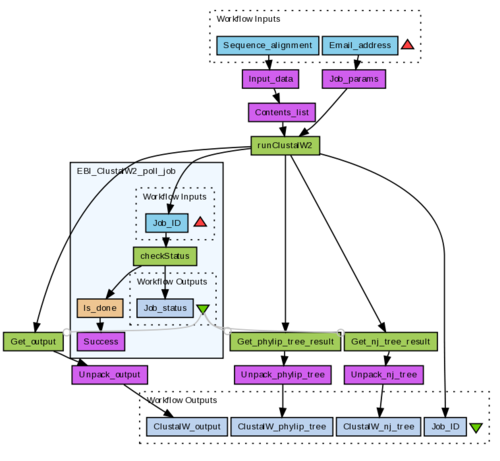 Workflow Inputs
Sequence_alignment
Email_address
Input_data
Job_params
Contents_list
runClustalW2
EBI_ClustalW2_poll_job
Workflow Inputs
Job_ID
checkStatus
Workflow Outputs
Is_done
Job_status
Get_output
Success
Get_phylip_tree_result
Get_nj_tree_result
Unpack_output
Unpack_phylip_tree
Unpack_nj_tree
Workflow Outputs
ClustalW_output
ClustalW_phylip_tree
ClustalW_nj_tree
Job_ID